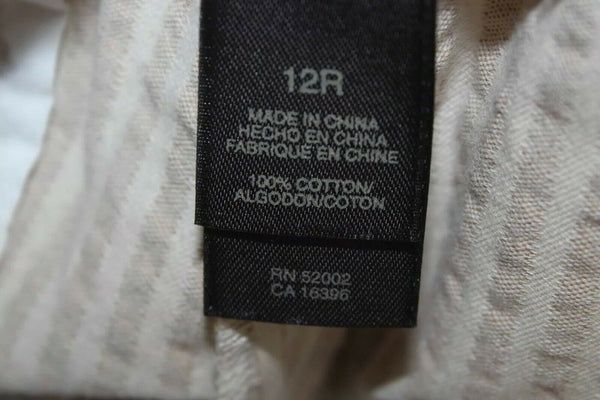 12R
MADE IN CHINA
HECHO EN CHINA
FABRIQUE EN CHINE
100% COTTON/
ALGODON/COTON
RN 52002
CA 16396